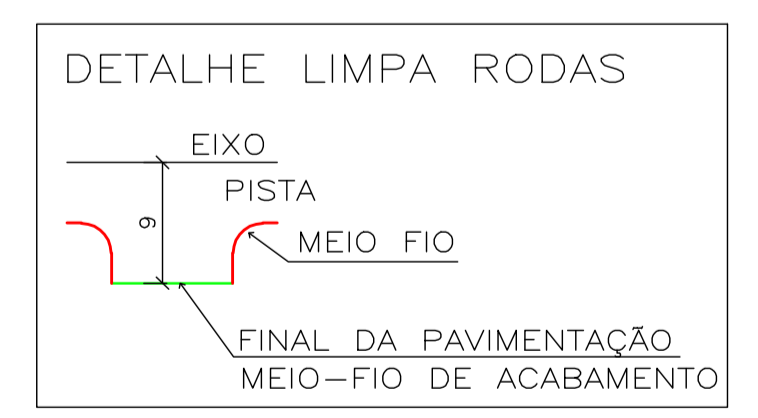 DETALHE LIMPA RODAS
EIXO
PISTA
9
MEIO FIO
FINAL DA PAVIMENTAÇÃO
MEIO-FIO DE ACABAMENTO